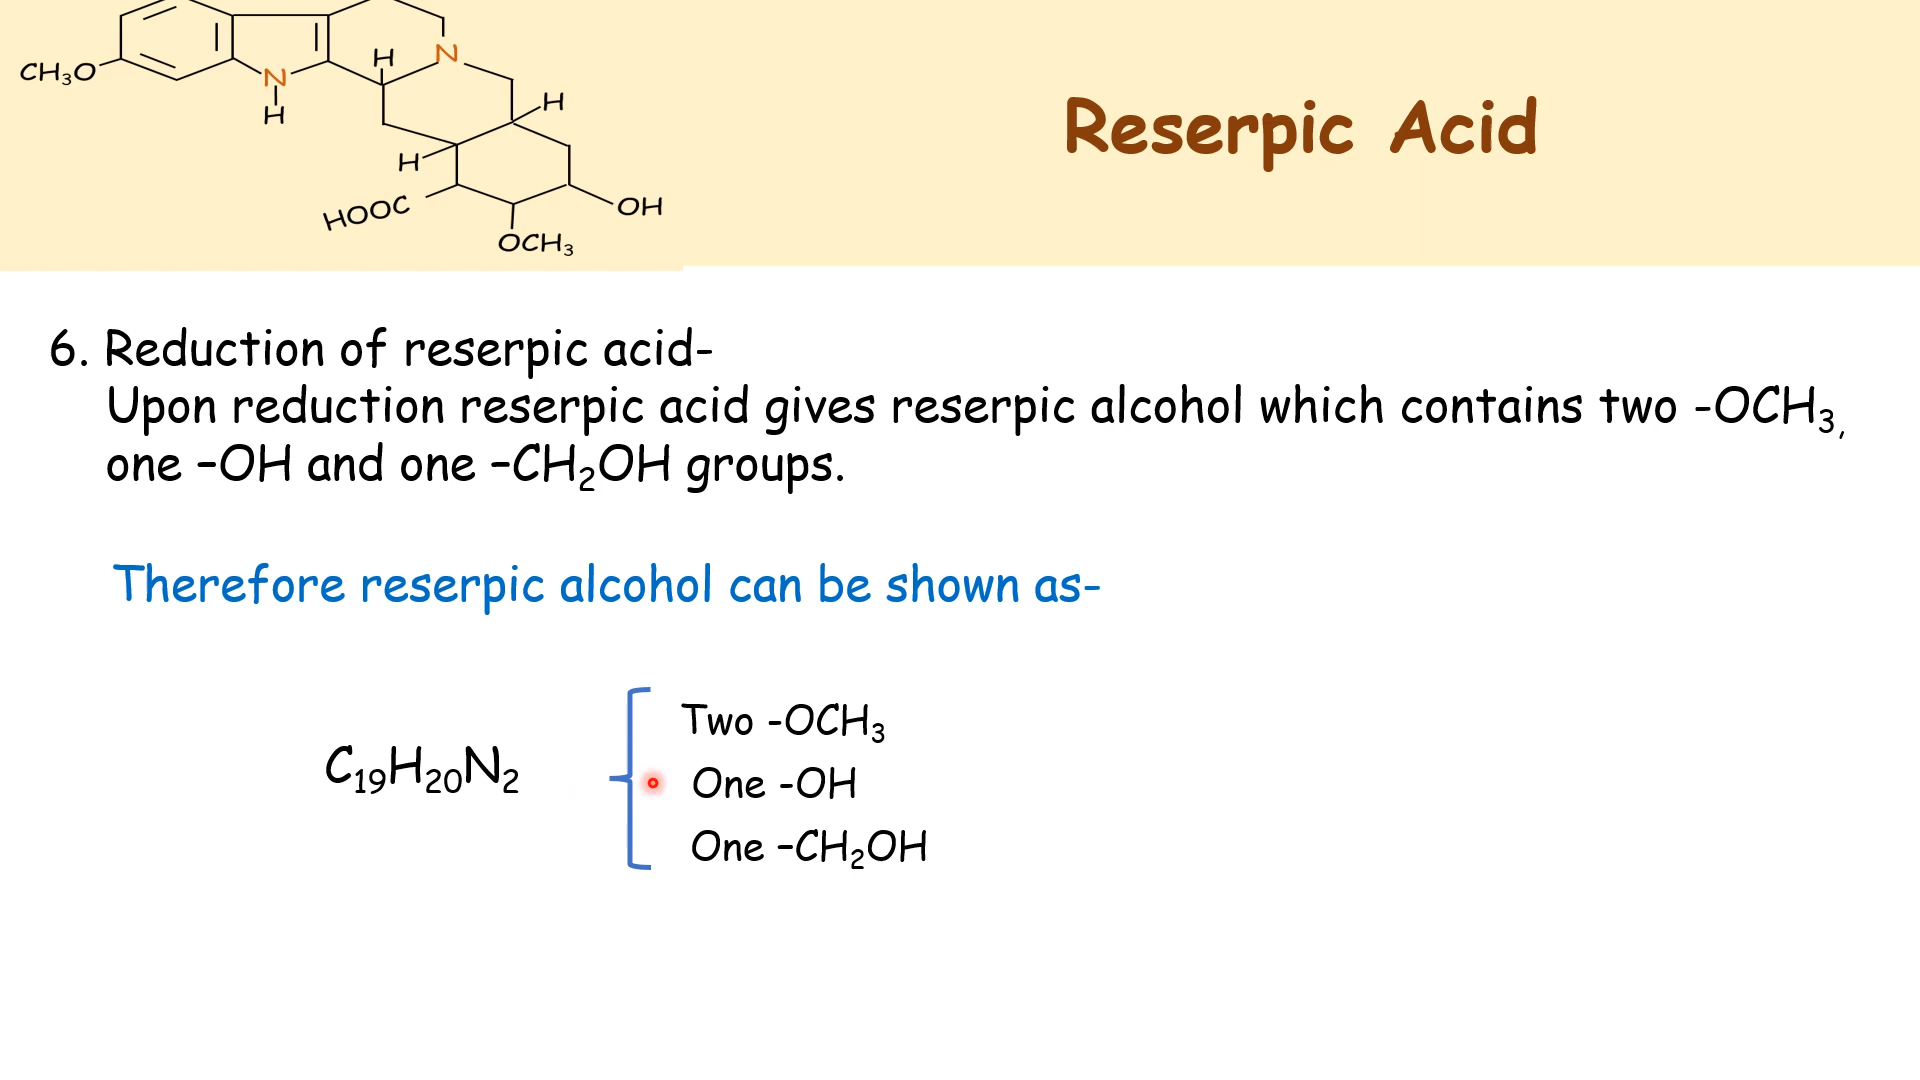 CH₃O
N
H
H
N
H
H
HOOC
OH
OCH₃
Reserpic Acid
6. Reduction of reserpic acid-
Upon reduction reserpic acid gives reserpic alcohol which contains two -OCH₃,
one –OH and one –CH₂OH groups.
Therefore reserpic alcohol can be shown as-
C₁₉H₂₀N₂
Two -OCH₃
One -OH
One –CH₂OH